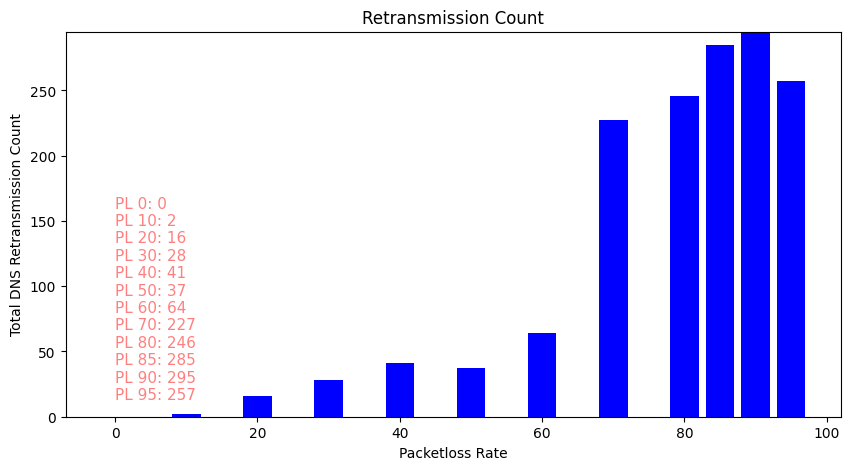 Retransmission Count
Total DNS Retransmission Count
250
200
150
100
50
0
PL 0: 0
PL 10: 2
PL 20: 16
PL 30: 28
PL 40: 41
PL 50: 37
PL 60: 64
PL 70: 227
PL 80: 246
PL 85: 285
PL 90: 295
PL 95: 257
0 20 40 60 80 100
Packetloss Rate